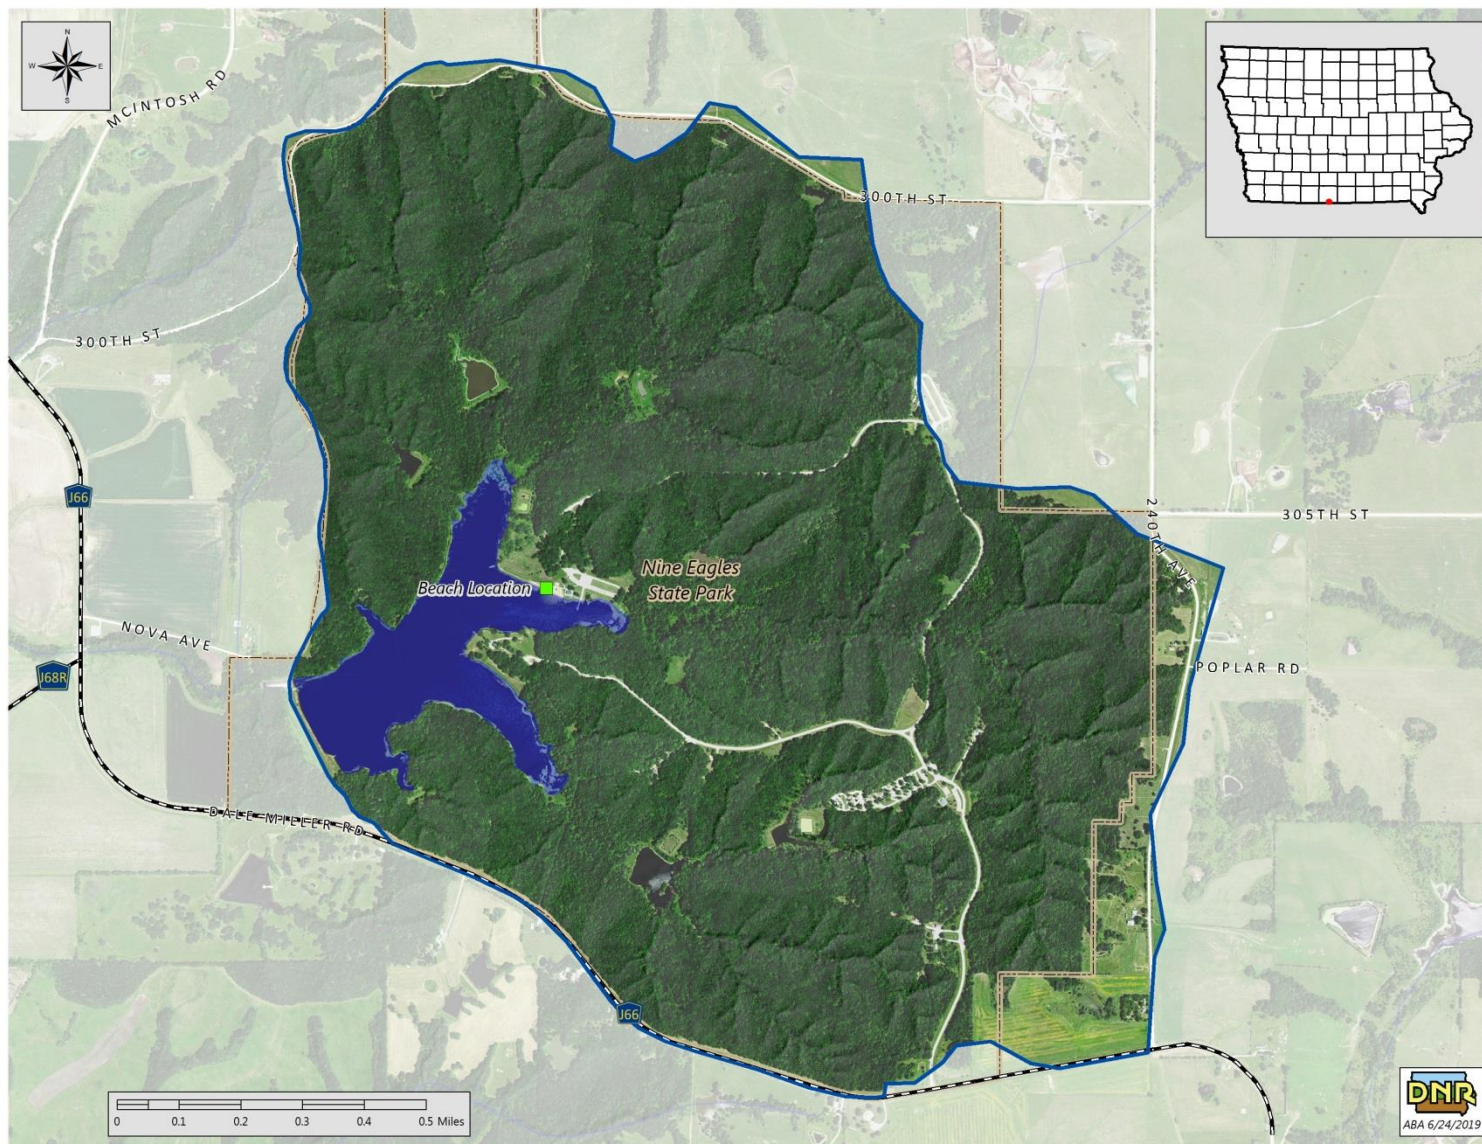 N
W E
S
MCINTOSH RD
300TH ST
300TH ST
J66
240TH AVE
305TH ST
Nine Eagles
State Park
Beach Location
NOVA AVE
J68R
POPLAR RD
DALE MILLER RD
J66
0 0.1 0.2 0.3 0.4 0.5 Miles
DNR
ABA 6/24/2019